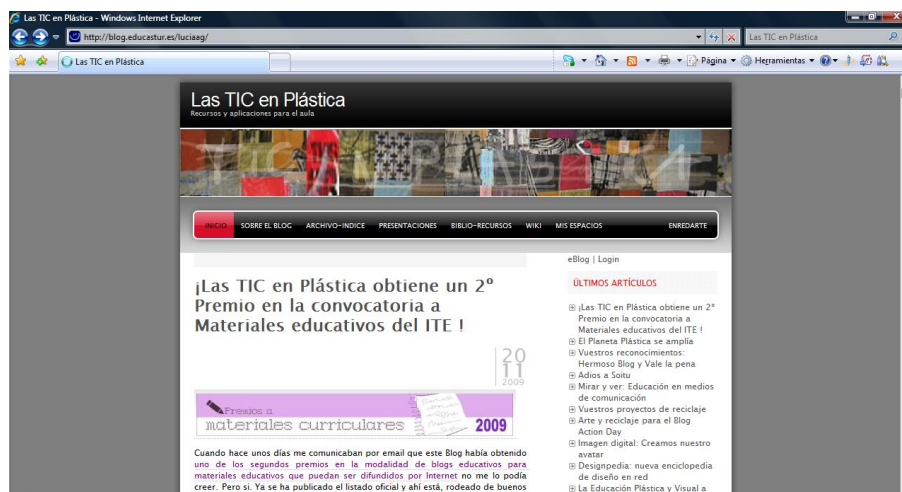 Las TIC en Plástica - Windows Internet Explorer
http://blog.educastur.es/luciaag/
Las TIC en Plástica
Las TIC en Plástica
Página
Herramientas
Las TIC en Plástica
Recursos y aplicaciones para el aula
TIC EN PLASTICA
INICIO SOBRE EL BLOG ARCHIVO-INDICE PRESENTACIONES BIBLIO-RECURSOS WIKI MIS ESPACIOS ENREDARTE
¡Las TIC en Plástica obtiene un 2º
Premio en la convocatoria a
Materiales educativos del ITE !
20
11
2009
Premios a
materiales curriculares 2009
Cuando hace unos días me comunicaban por email que este Blog había obtenido
uno de los segundos premios en la modalidad de blogs educativos para
materiales educativos que puedan ser difundidos por Internet no me lo podía
creer. Pero si. Ya se ha publicado el listado oficial y ahí está, rodeado de buenos
eBlog | Login
ÚLTIMOS ARTÍCULOS
¡Las TIC en Plástica obtiene un 2º
Premio en la convocatoria a
Materiales educativos del ITE !
El Planeta Plástica se amplía
Vuestros reconocimientos:
Hermoso Blog y Vale la pena
Adios a Soitu
Mirar y ver: Educación en medios
de comunicación
Vuestros proyectos de reciclaje
Arte y reciclaje para el Blog
Action Day
Imagen digital: Creamos nuestro
avatar
Designpedia: nueva enciclopedia
de diseño en red
La Educación Plástica y Visual a